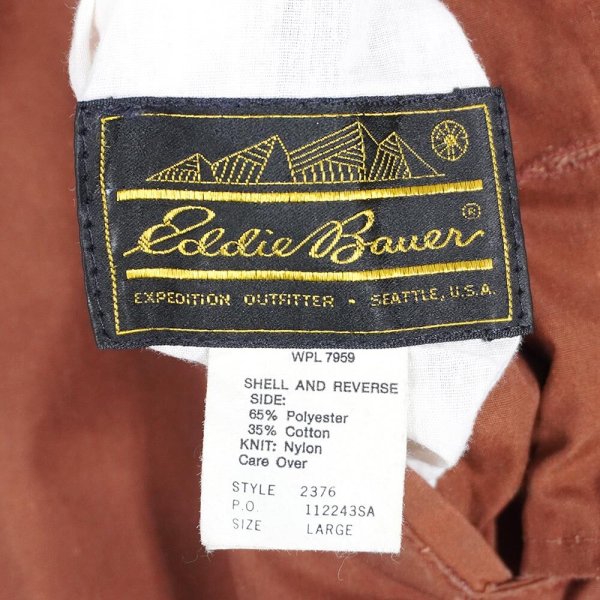 Eddie Bauer ®
EXPEDITION OUTFITTER • SEATTLE, U.S.A.
WPL 7959
SHELL AND REVERSE
SIDE:
65% Polyester
35% Cotton
KNIT: Nylon
Care Over
STYLE 2376
P.O. 112243SA
SIZE LARGE